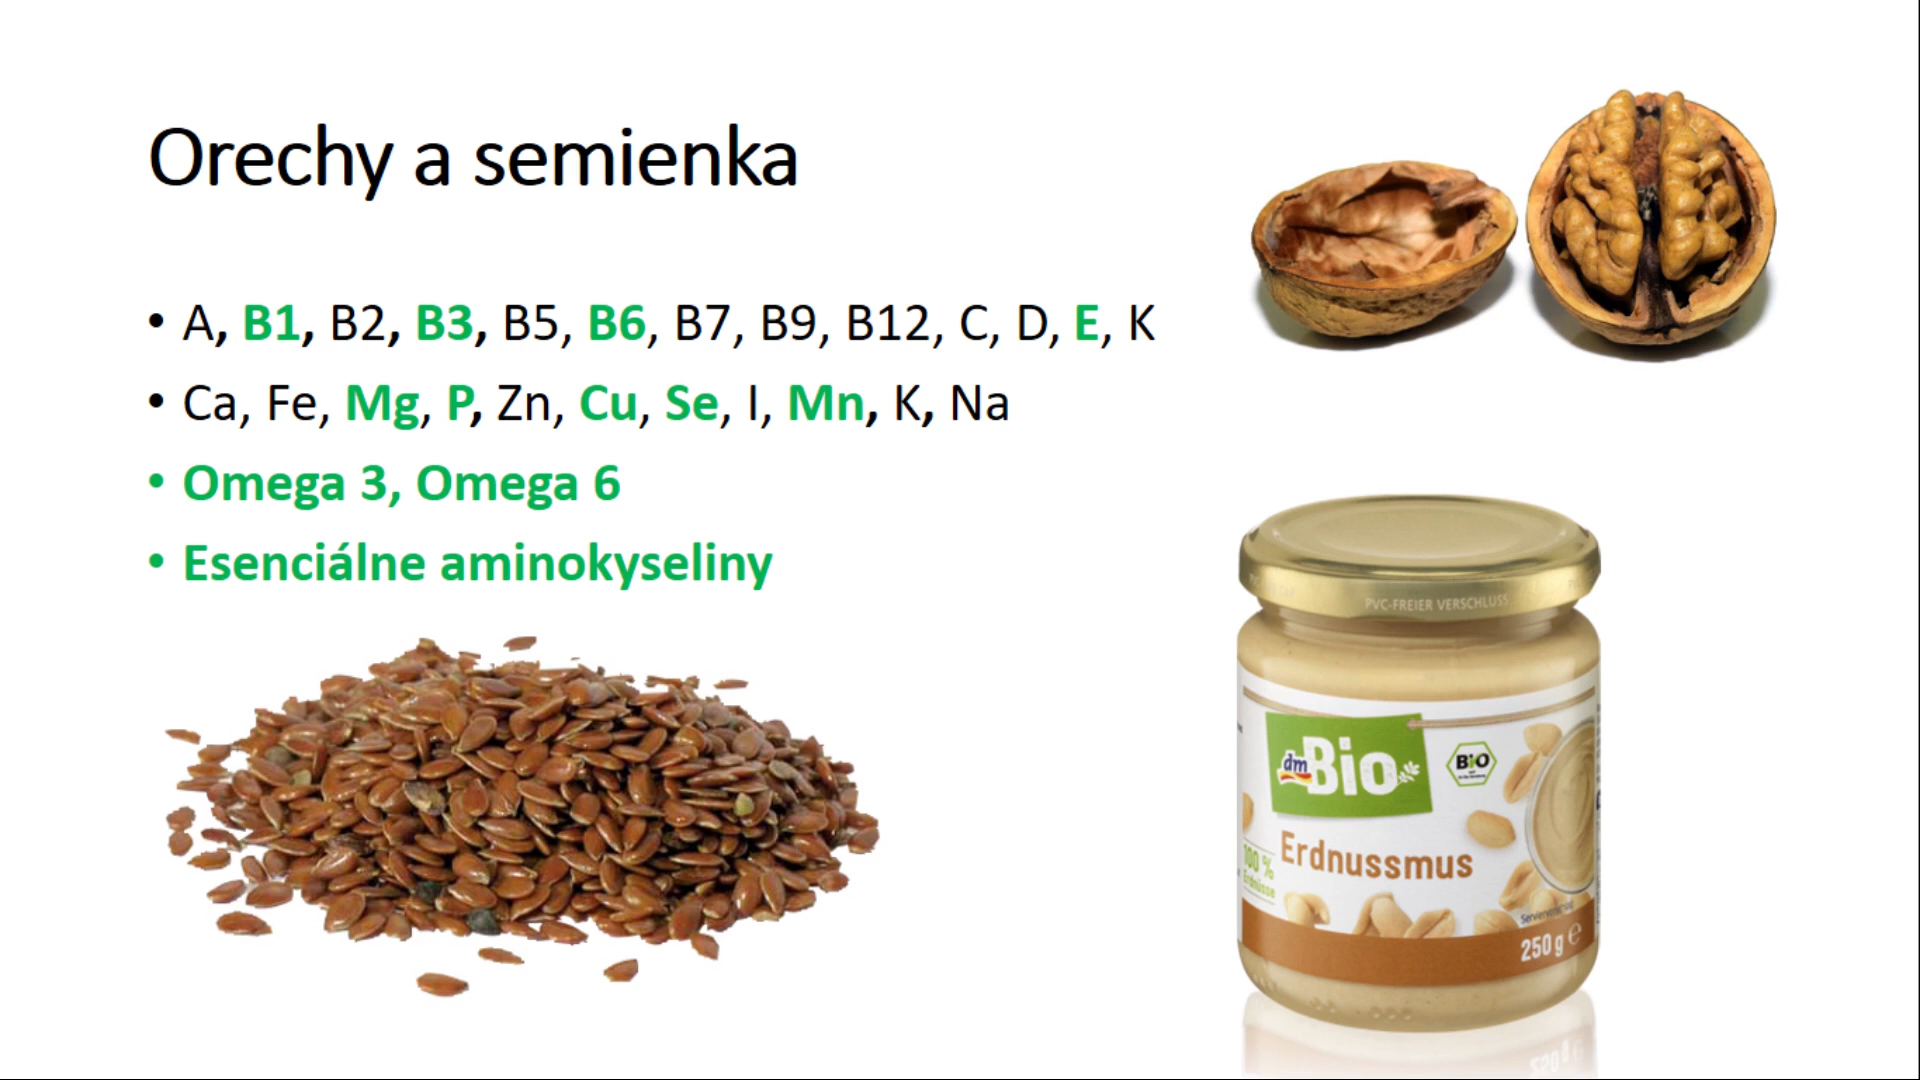 Orechy a semienka
• A, B1, B2, B3, B5, B6, B7, B9, B12, C, D, E, K
• Ca, Fe, Mg, P, Zn, Cu, Se, I, Mn, K, Na
• Omega 3, Omega 6
• Esenciálne aminokyseliny
PVC-FREIER VERSCHLUSS
dm Bio
BIO
Erdnussmus
100 %
Erdnüsse
250 g e